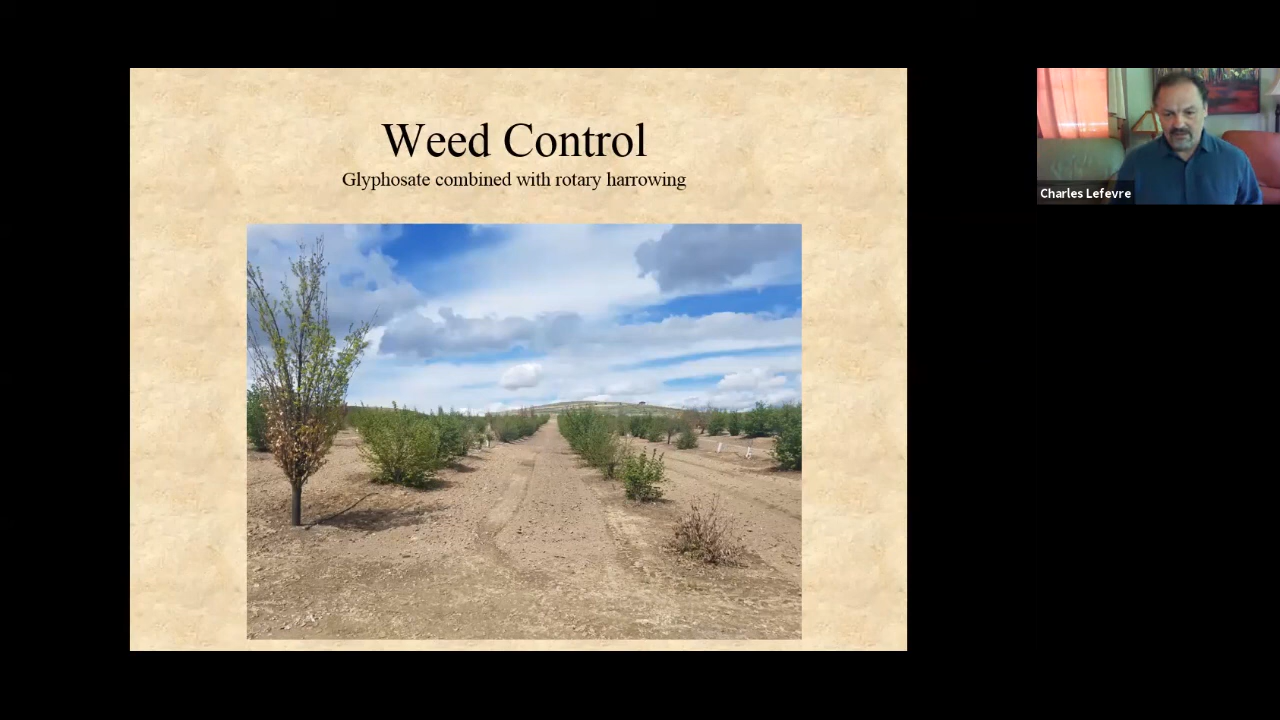 Weed Control
Glyphosate combined with rotary harrowing
Charles Lefevre